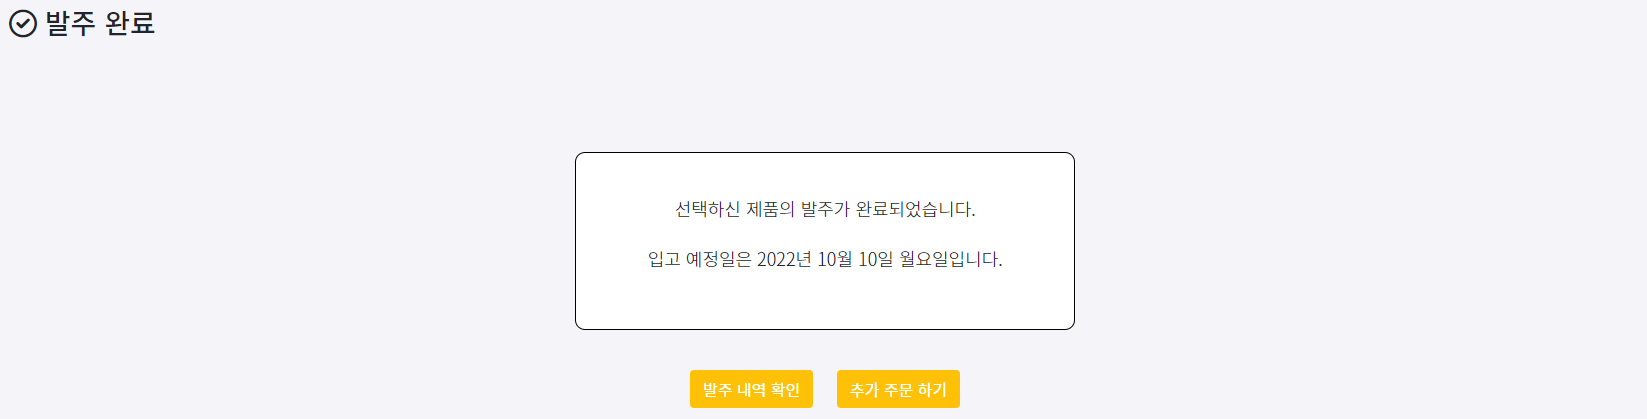 발주 완료
선택하신 제품의 발주가 완료되었습니다.
입고 예정일은 2022년 10월 10일 월요일입니다.
발주 내역 확인
추가 주문 하기